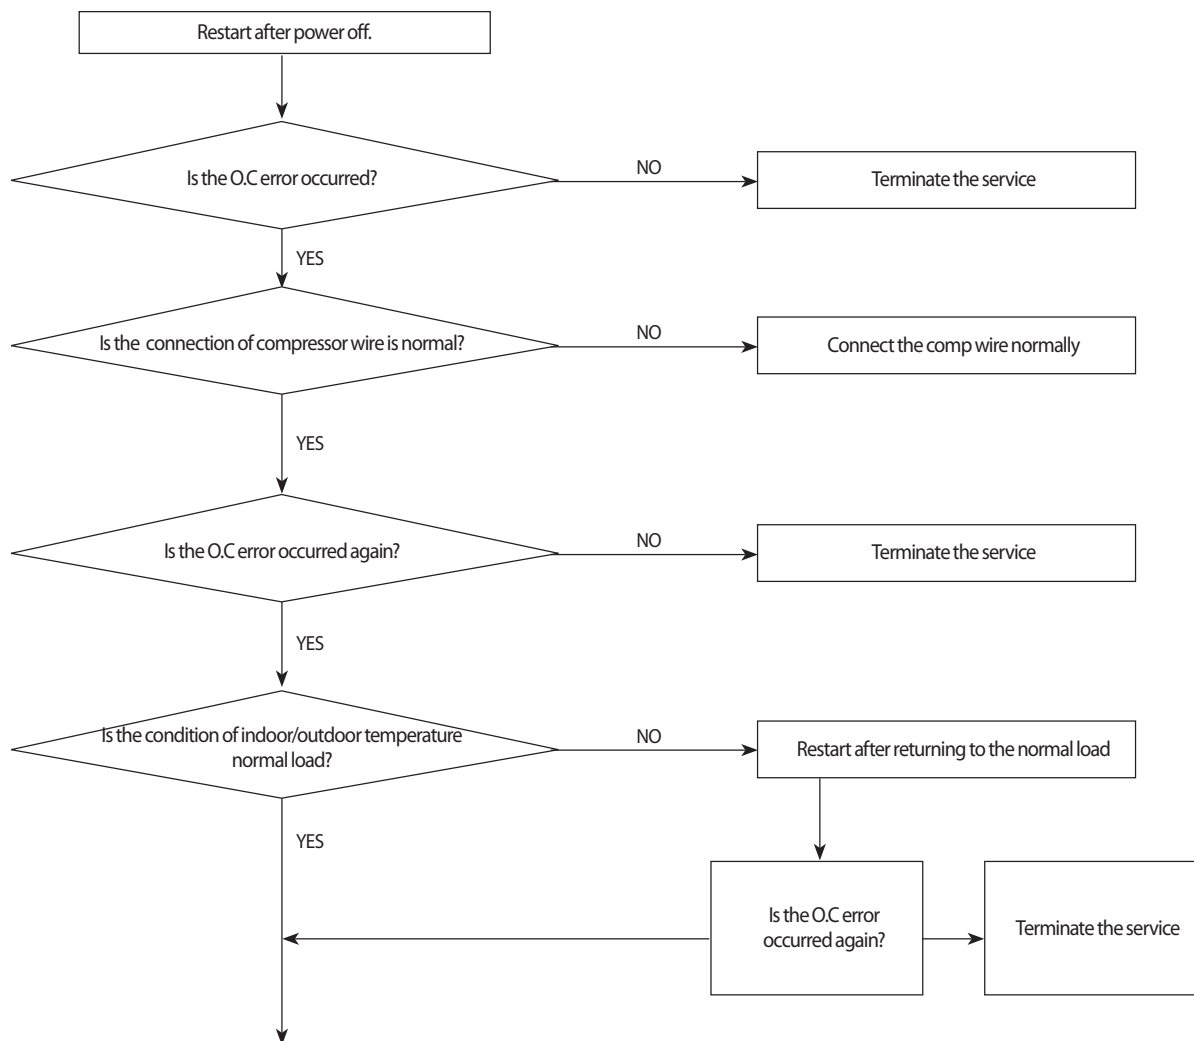 Restart after power off.
Is the O.C error occurred?
NO
Terminate the service
YES
Is the connection of compressor wire is normal?
NO
Connect the comp wire normally
YES
Is the O.C error occurred again?
NO
Terminate the service
YES
Is the condition of indoor/outdoor temperature
normal load?
NO
Restart after returning to the normal load
YES
Is the O.C error
occurred again?
Terminate the service